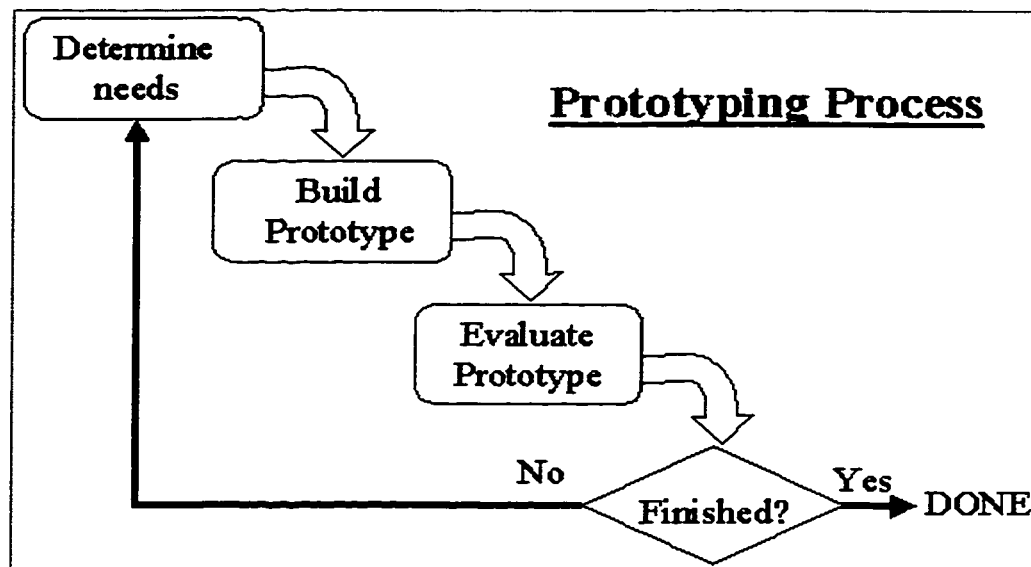 Determine
needs
Prototyping Process
Build
Prototype
Evaluate
Prototype
No
Yes
Finished?
DONE